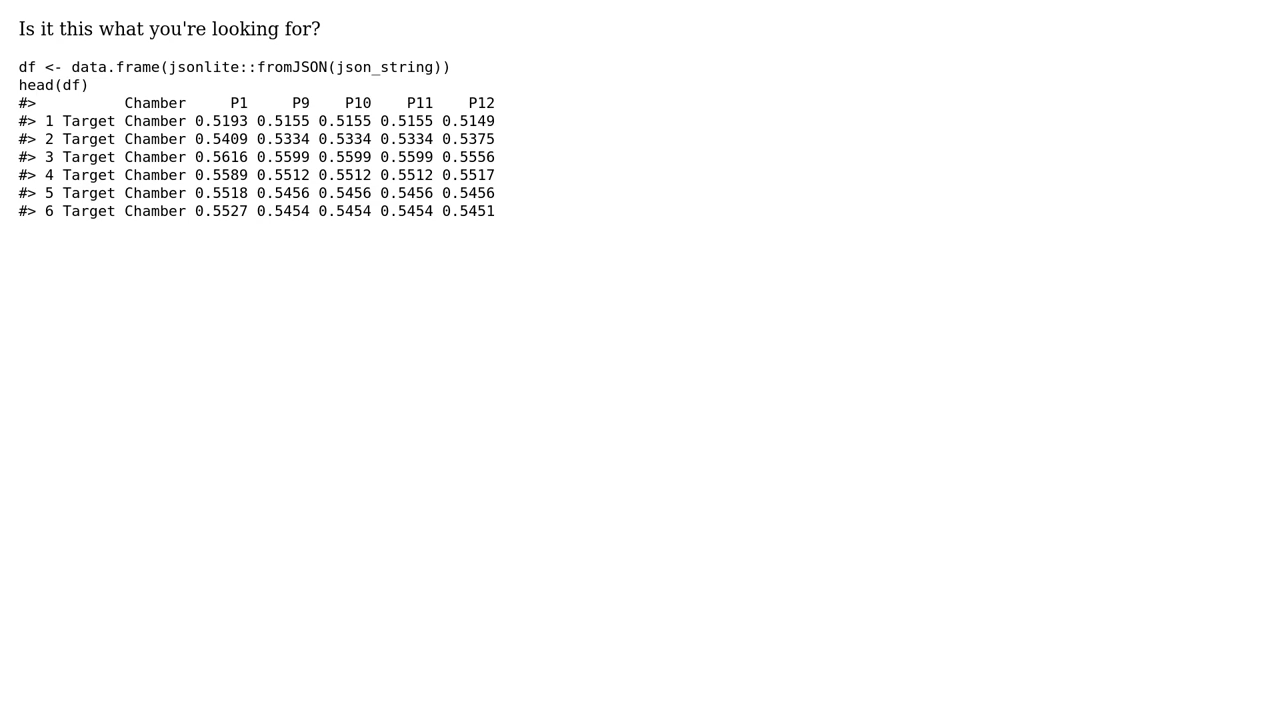 Is it this what you're looking for?
df <- data.frame(jsonlite::fromJSON(json_string))
head(df)
#>          Chamber     P1     P9    P10    P11    P12
#> 1 Target Chamber 0.5193 0.5155 0.5155 0.5155 0.5149
#> 2 Target Chamber 0.5409 0.5334 0.5334 0.5334 0.5375
#> 3 Target Chamber 0.5616 0.5599 0.5599 0.5599 0.5556
#> 4 Target Chamber 0.5589 0.5512 0.5512 0.5512 0.5517
#> 5 Target Chamber 0.5518 0.5456 0.5456 0.5456 0.5456
#> 6 Target Chamber 0.5527 0.5454 0.5454 0.5454 0.5451